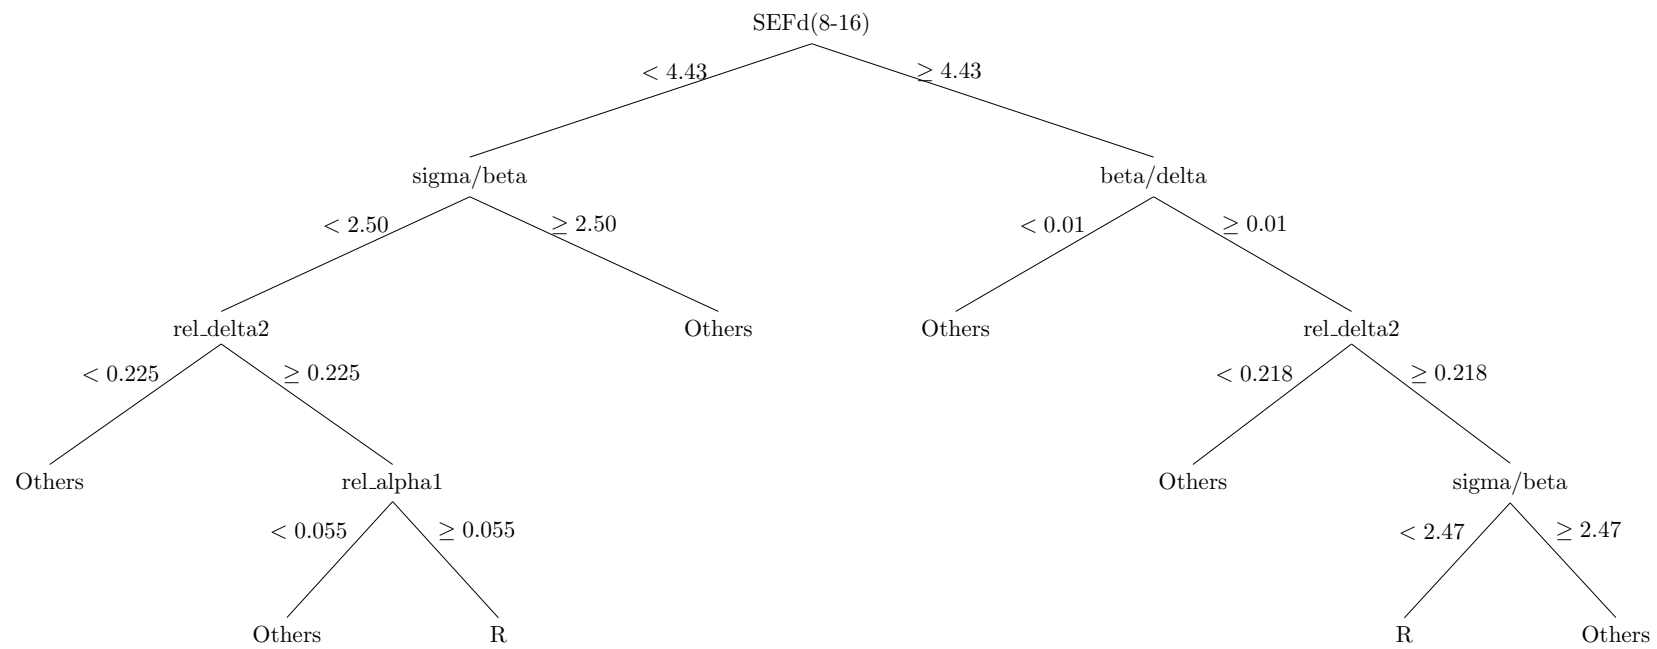 SEFd(8-16)
< 4.43
≥ 4.43
sigma/beta
beta/delta
< 2.50
≥ 2.50
< 0.01
≥ 0.01
rel_delta2
Others
Others
rel_delta2
< 0.225
≥ 0.225
< 0.218
≥ 0.218
Others
rel_alpha1
Others
sigma/beta
< 0.055
≥ 0.055
< 2.47
≥ 2.47
Others
R
R
Others